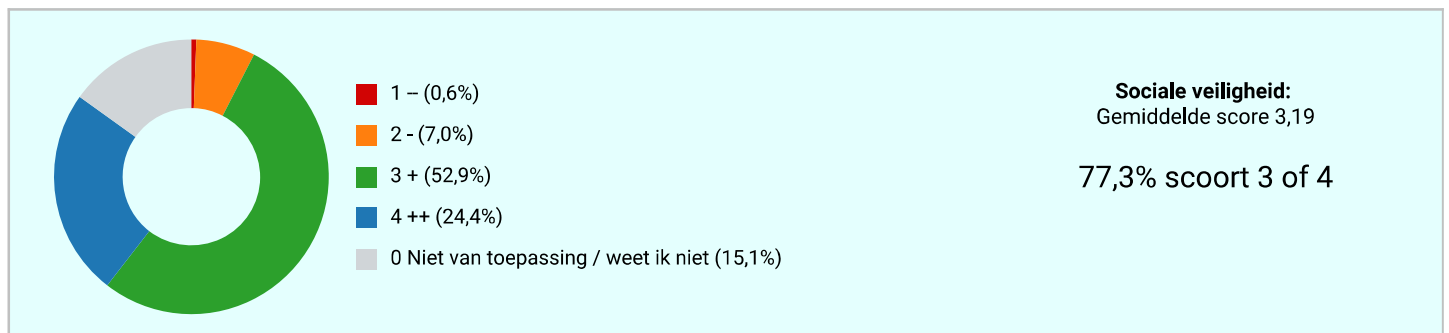 1 -- (0,6%)
2 - (7,0%)
3 + (52,9%)
4 ++ (24,4%)
0 Niet van toepassing / weet ik niet (15,1%)
Sociale veiligheid:
Gemiddelde score 3,19
77,3% scoort 3 of 4